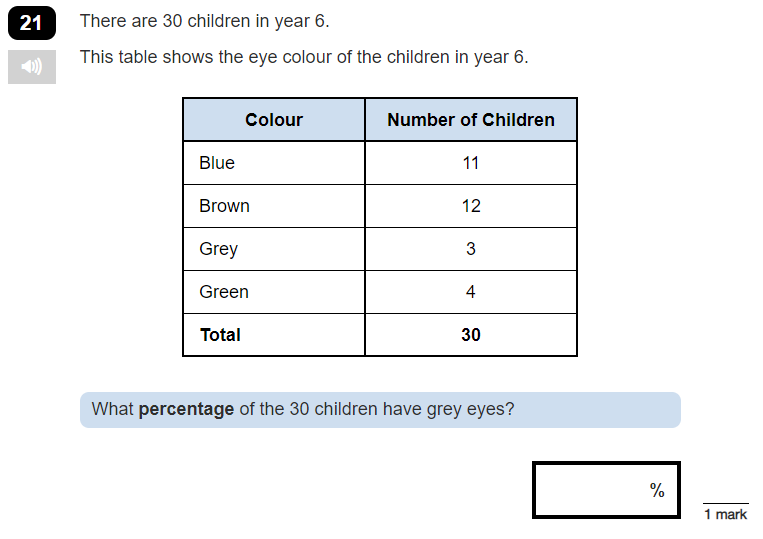 21
There are 30 children in year 6.
This table shows the eye colour of the children in year 6.
Colour Number of Children
Blue 11
Brown 12
Grey 3
Green 4
Total 30
What percentage of the 30 children have grey eyes?
%
1 mark